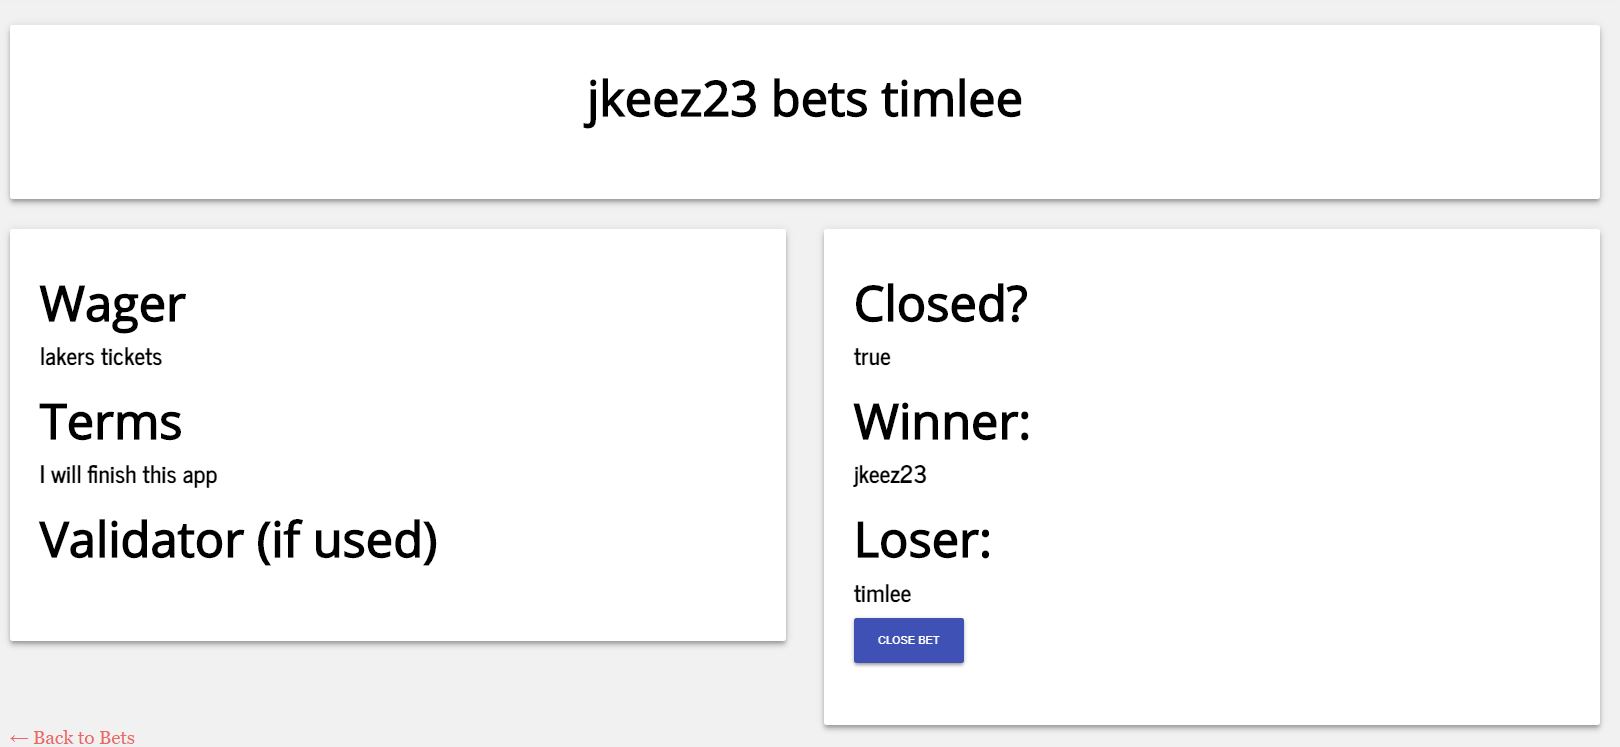 jkeez23 bets timlee
Wager
lakers tickets
Terms
I will finish this app
Validator (if used)
Closed?
true
Winner:
jkeez23
Loser:
timlee
CLOSE BET
← Back to Bets